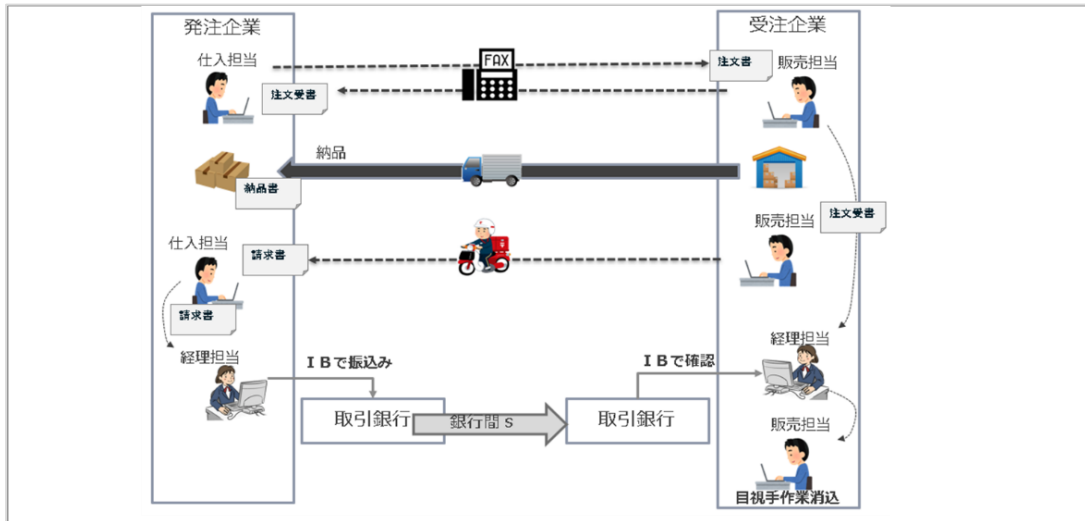 発注企業
受注企業
仕入担当
FAX
注文書
販売担当
注文受書
納品
納品書
注文受書
仕入担当
請求書
販売担当
請求書
経理担当
ＩＢで振込み
ＩＢで確認
経理担当
取引銀行
銀行間Ｓ
取引銀行
販売担当
目視手作業消込